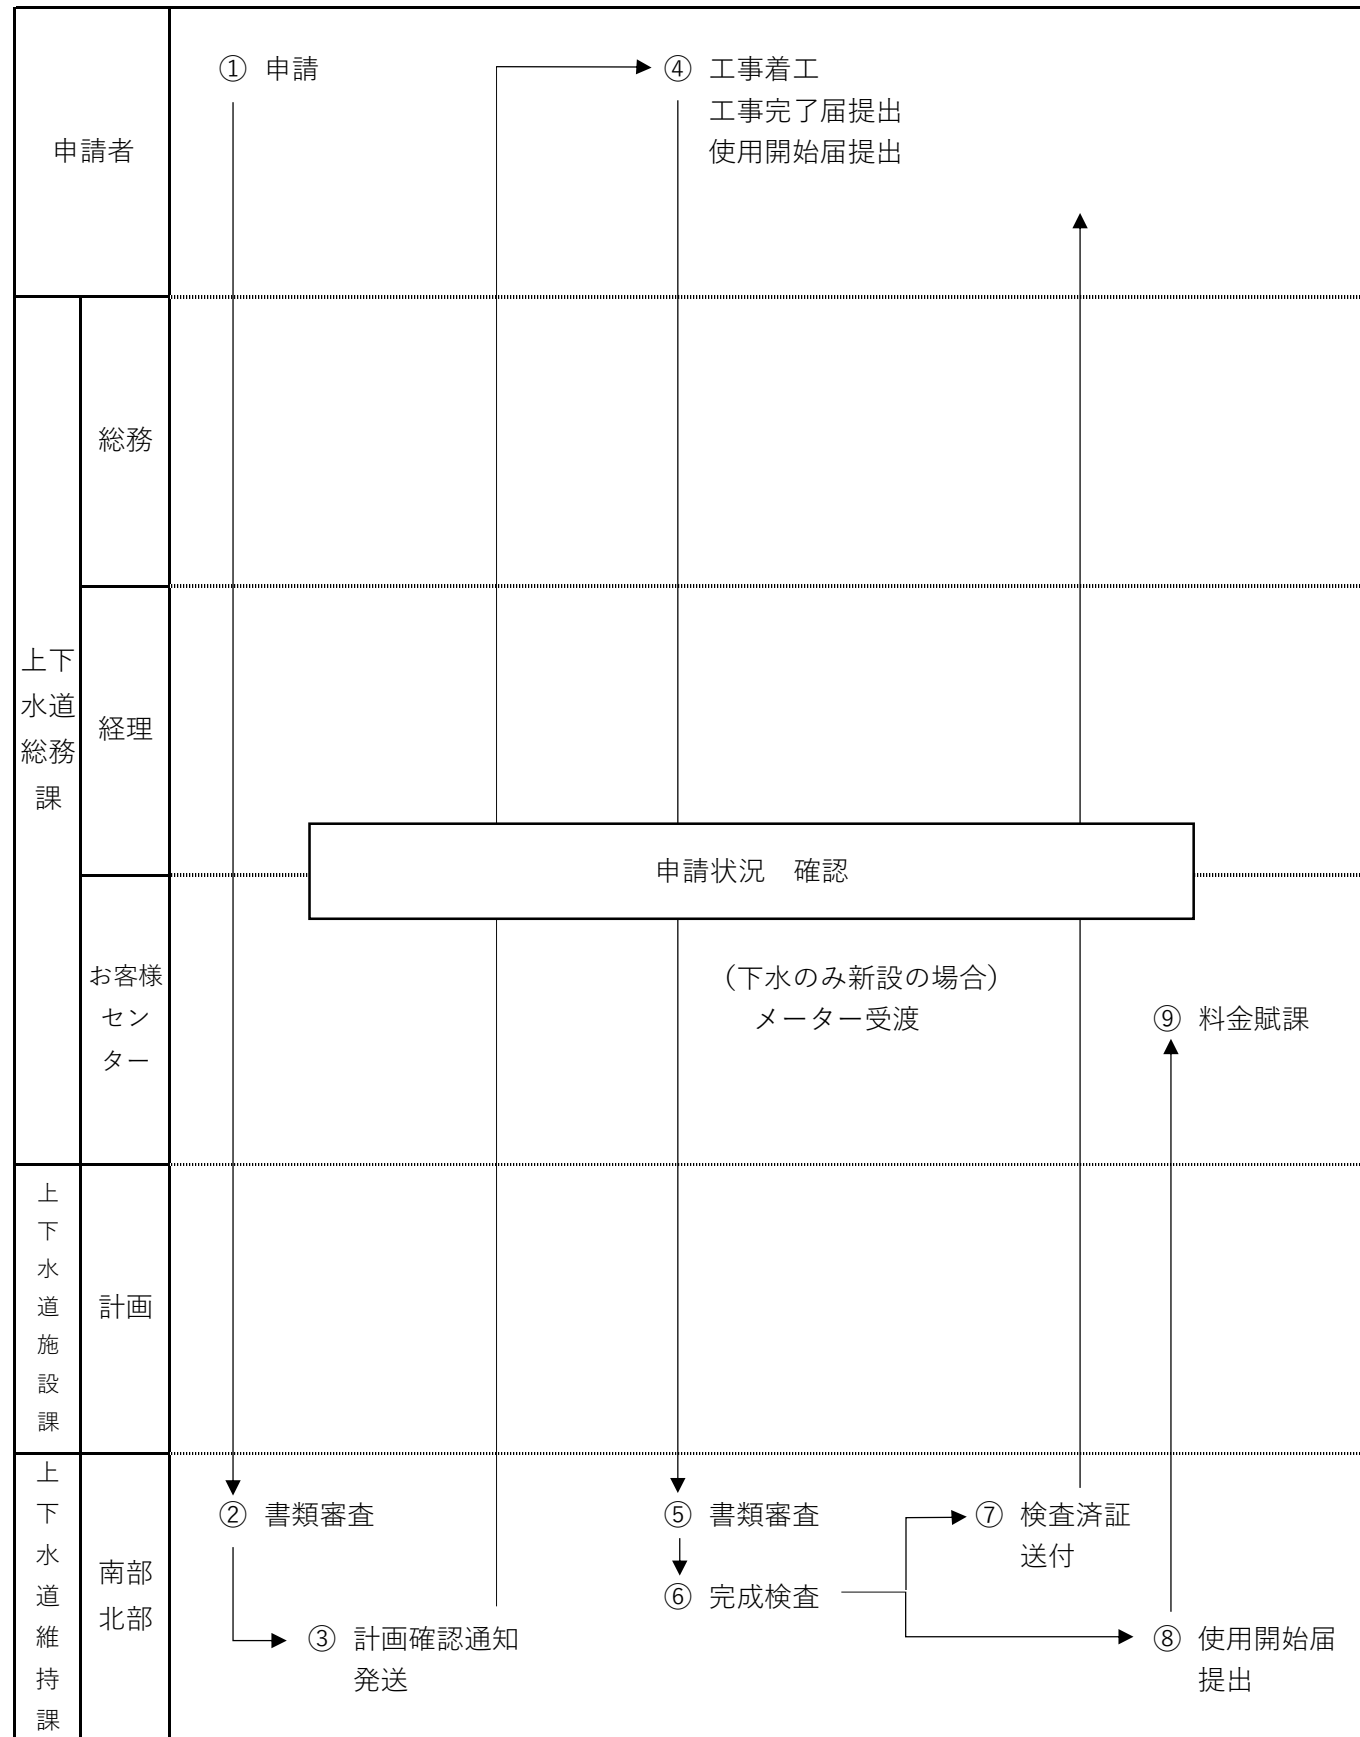 申請者
① 申請
④ 工事着工
工事完了届提出
使用開始届提出
上下
水道
総務
課
総務
経理
申請状況　確認
お客様
セン
ター
（下水のみ新設の場合）
メーター受渡
⑨ 料金賦課
上
下
水
道
施
設
課
計画
上
下
水
道
維
持
課
南部
北部
② 書類審査
③ 計画確認通知
発送
⑤ 書類審査
⑥ 完成検査
⑦ 検査済証
送付
⑧ 使用開始届
提出